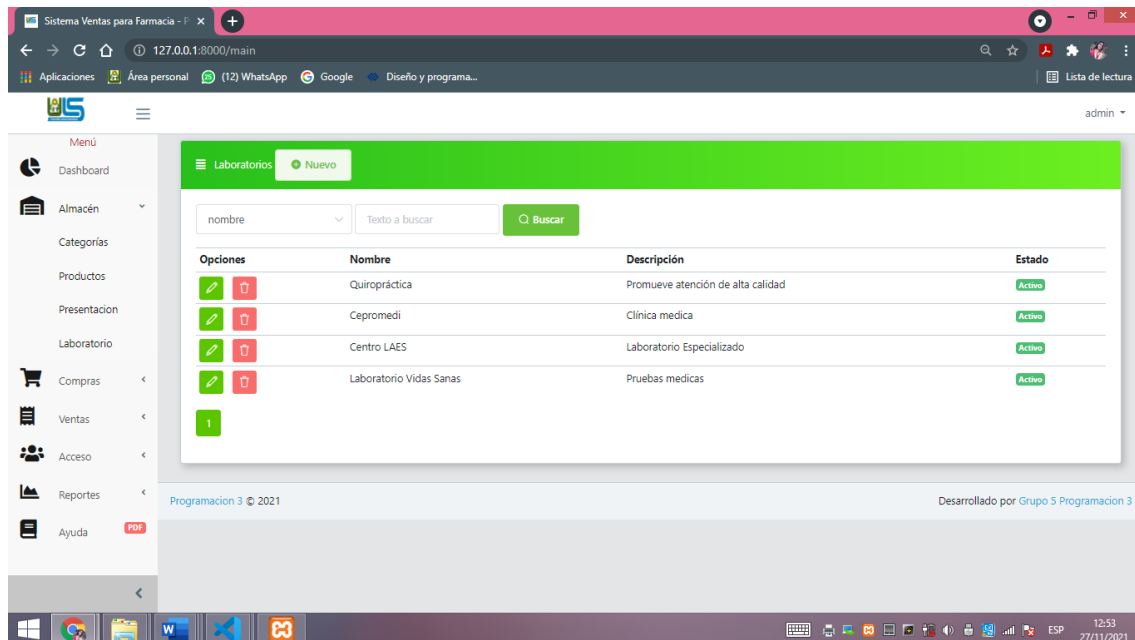 Sistema Ventas para Farmacia - P
127.0.0.1:8000/main
Aplicaciones Área personal (12) WhatsApp Google Diseño y programa... Lista de lectura
admin
Menú
Dashboard
Almacén
Categorías
Productos
Presentacion
Laboratorio
Compras
Ventas
Acceso
Reportes
Ayuda PDF
Laboratorios Nuevo
nombre Texto a buscar Buscar
Opciones Nombre Descripción Estado
Quiropráctica Promueve atención de alta calidad Activo
Cepromedi Clínica medica Activo
Centro LAES Laboratorio Especializado Activo
Laboratorio Vidas Sanas Pruebas medicas Activo
1
Programacion 3 © 2021 Desarrollado por Grupo 5 Programacion 3
ESP 12:53
27/11/2021